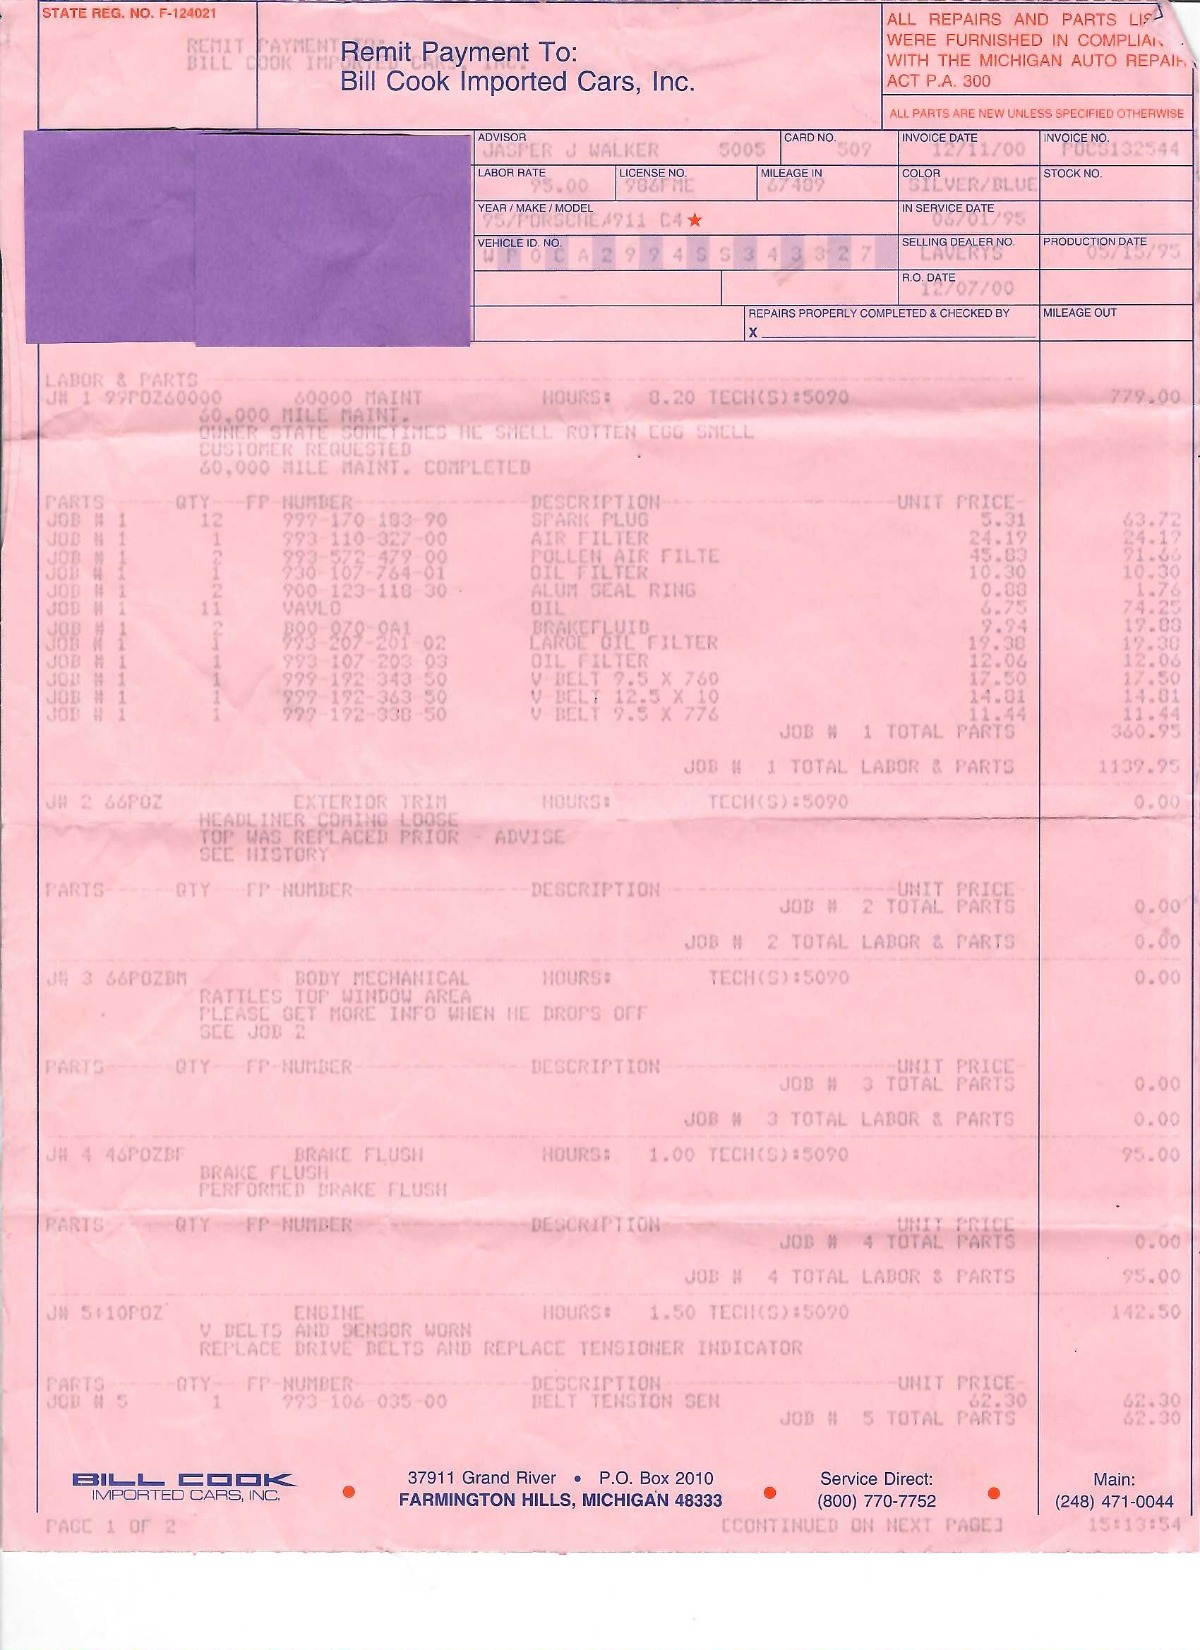 STATE REG. NO. F-124021
REMIT PAYMENT TO:
BILL COOK IMPORTED CARS, INC.
Remit Payment To:
Bill Cook Imported Cars, Inc.
ALL REPAIRS AND PARTS
WERE FURNISHED IN
WITH THE MICHIGAN AUTO REPAIR
ACT P.A. 300
ALL PARTS ARE NEW UNLESS SPECIFIED OTHERWISE
ADVISOR JASPER J WALKER 5005 CARD NO. 509 INVOICE DATE 12/11/00 INVOICE NO. POCS132544
LABOR RATE 95.00 LICENSE NO. 986FME MILEAGE IN 67489 COLOR SILVER/BLUE STOCK NO.
YEAR / MAKE / MODEL 95/PORSCHE/911 C4 IN SERVICE DATE 06/01/95
VEHICLE ID. NO. WP0CA2994SS343327 SELLING DEALER NO. LAVERYS PRODUCTION DATE 05/15/95
R.O. DATE 12/07/00
REPAIRS PROPERLY COMPLETED & CHECKED BY MILEAGE OUT
X
LABOR & PARTS
J# 1 99POZ60000 60000 MAINT HOURS: 8.20 TECH(S):5090 779.00
60,000 MILE MAINT.
OWNER STATE SOMETIMES HE SMELL ROTTEN EGG SMELL
CUSTOMER REQUESTED
60,000 MILE MAINT. COMPLETED
PARTS QTY FP-NUMBER DESCRIPTION UNIT PRICE
JOB # 1 12 999-170-183-90 SPARK PLUG 5.31 63.72
JOB # 1 1 993-110-327-00 AIR FILTER 24.19 24.19
JOB # 1 2 993-572-479-00 POLLEN AIR FILTE 45.83 91.66
JOB # 1 1 930-107-764-01 OIL FILTER 10.30 10.30
JOB # 1 2 900-123-118-30 ALUM SEAL RING 0.88 1.76
JOB # 1 11 VAVLO OIL 6.75 74.25
JOB # 1 2 B00-070-0A1 BRAKEFLUID 9.94 19.88
JOB # 1 1 993-207-201-02 LARGE OIL FILTER 19.38 19.38
JOB # 1 1 993-107-203-03 OIL FILTER 12.06 12.06
JOB # 1 1 999-192-343-50 V BELT 9.5 X 760 17.50 17.50
JOB # 1 1 999-192-363-50 V BELT 12.5 X 10 14.81 14.81
JOB # 1 1 999-192-338-50 V BELT 9.5 X 776 11.44 11.44
JOB # 1 TOTAL PARTS 360.95
JOB # 1 TOTAL LABOR & PARTS 1139.95
J# 2 66POZ EXTERIOR TRIM HOURS: TECH(S):5090 0.00
HEADLINER COMING LOOSE
TOP WAS REPLACED PRIOR - ADVISE
SEE HISTORY
PARTS QTY FP-NUMBER DESCRIPTION UNIT PRICE
JOB # 2 TOTAL PARTS 0.00
JOB # 2 TOTAL LABOR & PARTS 0.00
J# 3 66POZBM BODY MECHANICAL HOURS: TECH(S):5090 0.00
RATTLES TOP WINDOW AREA
PLEASE GET MORE INFO WHEN HE DROPS OFF
SEE JOB 2
PARTS QTY FP-NUMBER DESCRIPTION UNIT PRICE
JOB # 3 TOTAL PARTS 0.00
JOB # 3 TOTAL LABOR & PARTS 0.00
J# 4 46POZBF BRAKE FLUSH HOURS: 1.00 TECH(S):5090 95.00
BRAKE FLUSH
PERFORMED BRAKE FLUSH
PARTS QTY FP-NUMBER DESCRIPTION UNIT PRICE
JOB # 4 TOTAL PARTS 0.00
JOB # 4 TOTAL LABOR & PARTS 95.00
J# 5:10POZ ENGINE HOURS: 1.50 TECH(S):5090 142.50
V BELTS AND SENSOR WORN
REPLACE DRIVE BELTS AND REPLACE TENSIONER INDICATOR
PARTS QTY FP-NUMBER DESCRIPTION UNIT PRICE
JOB # 5 1 993-106-035-00 BELT TENSION SEN 62.30 62.30
JOB # 5 TOTAL PARTS 62.30
BILL COOK
IMPORTED CARS, INC.
37911 Grand River • P.O. Box 2010
FARMINGTON HILLS, MICHIGAN 48333
Service Direct:
(800) 770-7752
Main:
(248) 471-0044
PAGE 1 OF 2 [CONTINUED ON NEXT PAGE] 15:13:54